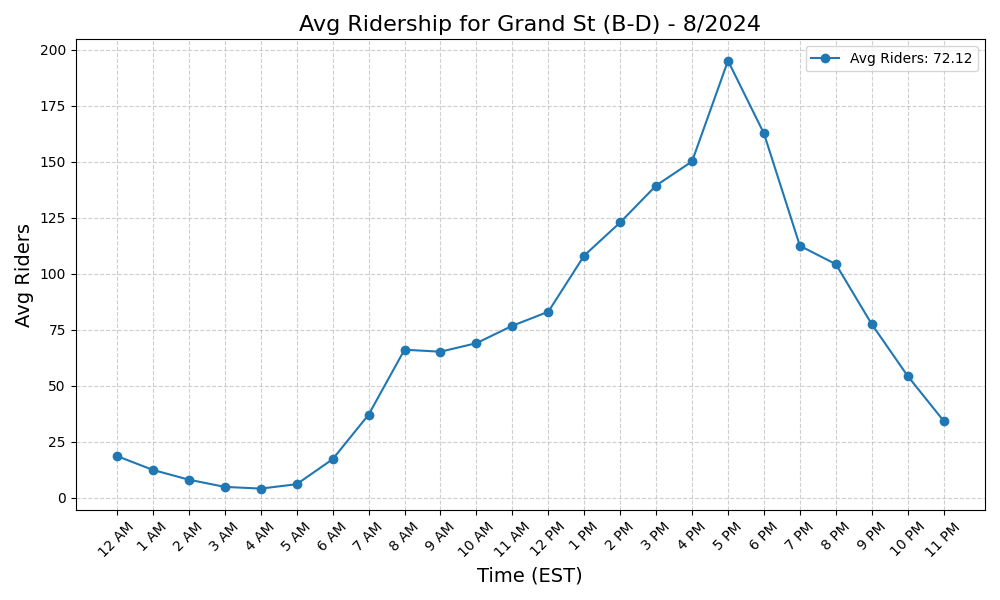 Avg Ridership for Grand St (B-D) - 8/2024
Avg Riders: 72.12
Avg Riders
200
175
150
125
100
75
50
25
0
12 AM
1 AM
2 AM
3 AM
4 AM
5 AM
6 AM
7 AM
8 AM
9 AM
10 AM
11 AM
12 PM
1 PM
2 PM
3 PM
4 PM
5 PM
6 PM
7 PM
8 PM
9 PM
10 PM
11 PM
Time (EST)